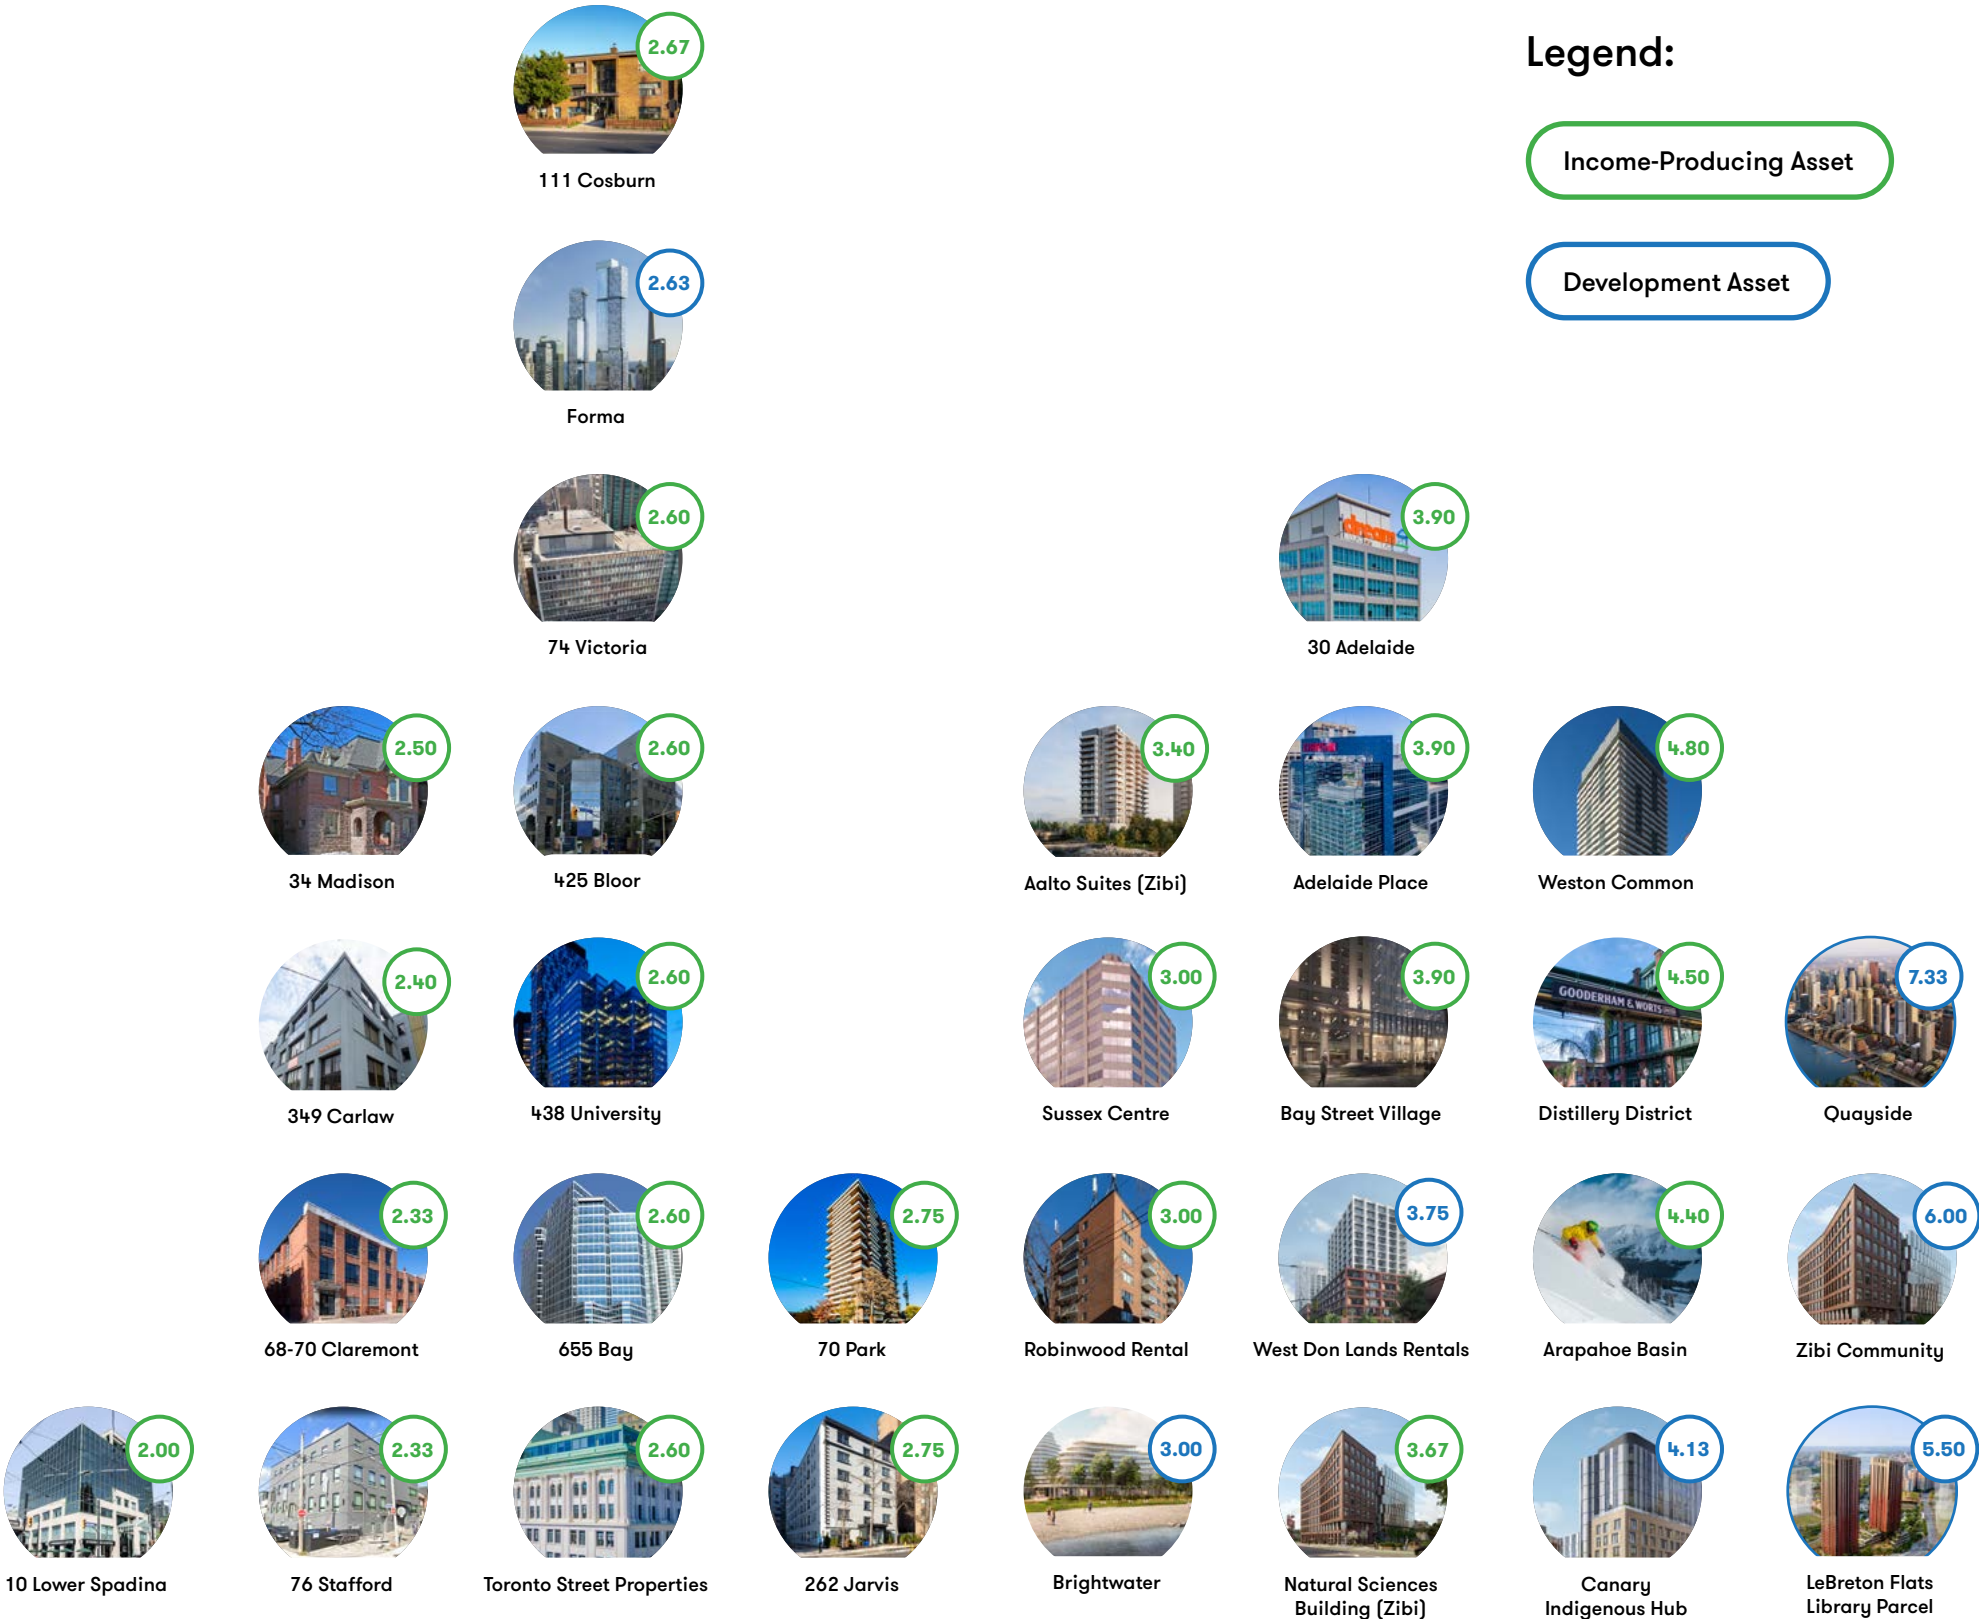 Legend:
Income-Producing Asset
Development Asset
2.67
111 Cosburn
2.63
Forma
2.60
74 Victoria
dream
3.90
30 Adelaide
2.50
34 Madison
2.60
425 Bloor
3.40
Aalto Suites (Zibi)
3.90
Adelaide Place
4.80
Weston Common
2.40
349 Carlaw
2.60
438 University
3.00
Sussex Centre
3.90
Bay Street Village
GOODERHAM & WORTS
4.50
Distillery District
7.33
Quayside
2.33
68-70 Claremont
2.60
655 Bay
2.75
70 Park
3.00
Robinwood Rental
3.75
West Don Lands Rentals
4.40
Arapahoe Basin
6.00
Zibi Community
2.00
10 Lower Spadina
2.33
76 Stafford
2.60
Toronto Street Properties
2.75
262 Jarvis
3.00
Brightwater
3.67
Natural Sciences
Building (Zibi)
4.13
Canary
Indigenous Hub
5.50
LeBreton Flats
Library Parcel